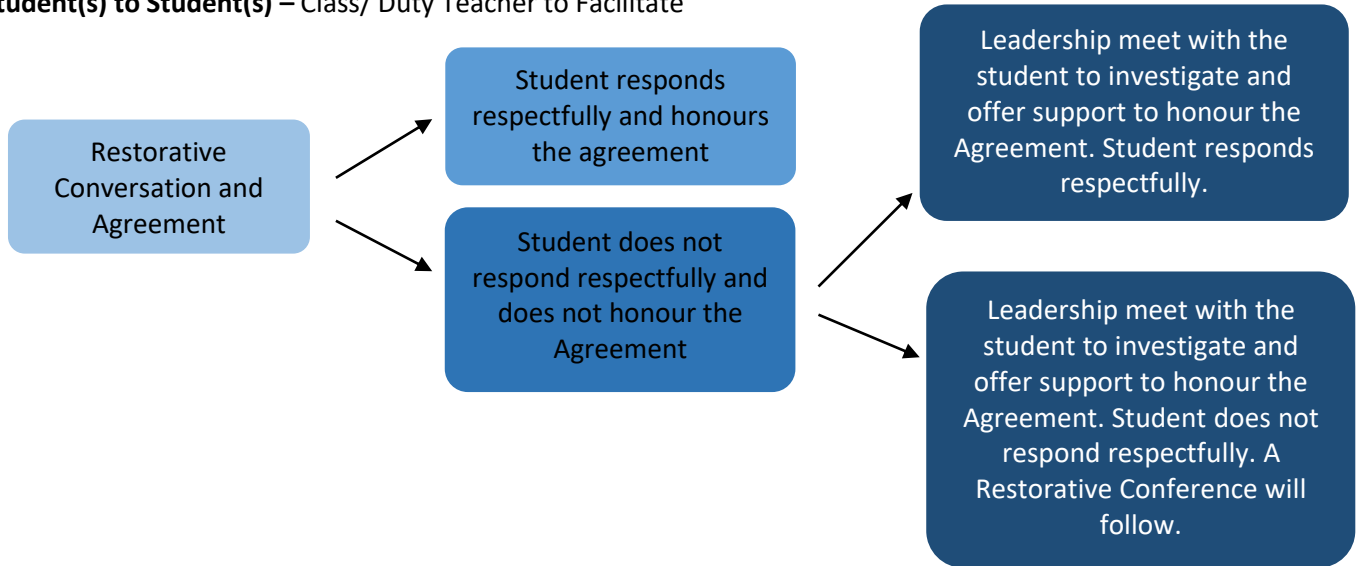 tudent(s) to Student(s) – Class/ Duty Teacher to Facilitate
Restorative
Conversation and
Agreement
Student responds
respectfully and honours
the agreement
Student does not
respond respectfully and
does not honour the
Agreement
Leadership meet with the
student to investigate and
offer support to honour the
Agreement. Student responds
respectfully.
Leadership meet with the
student to investigate and
offer support to honour the
Agreement. Student does not
respond respectfully. A
Restorative Conference will
follow.